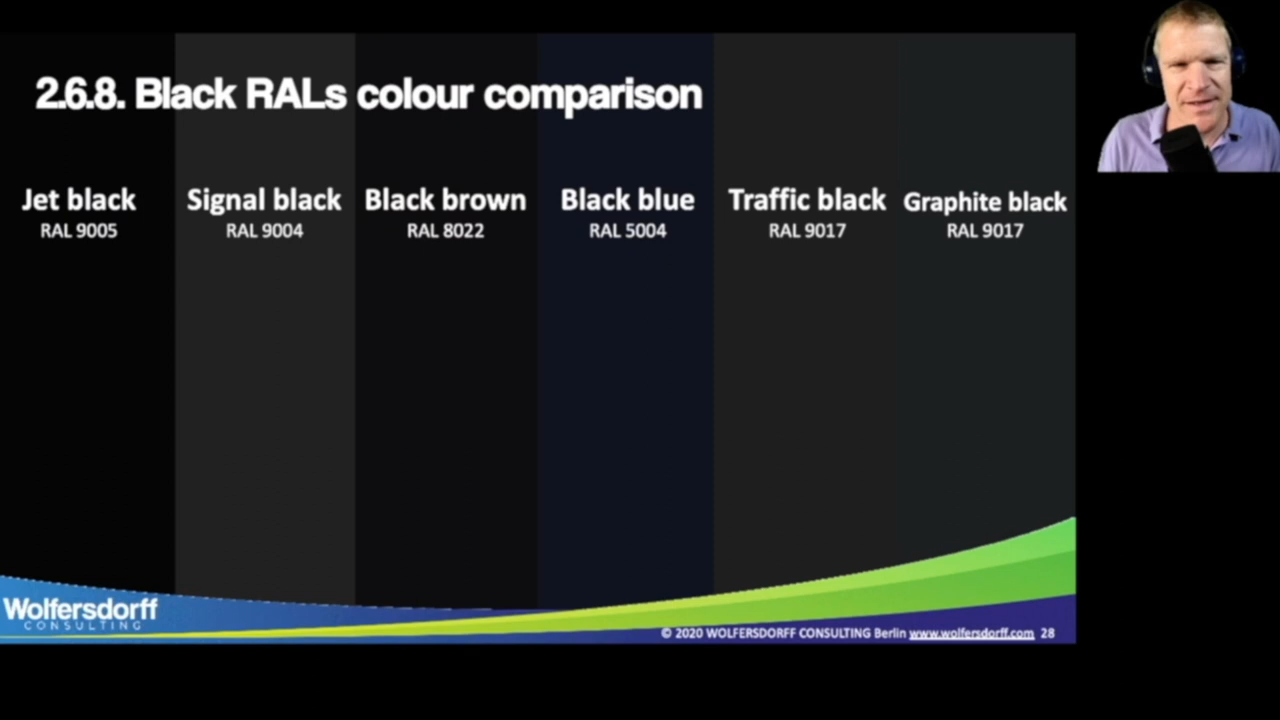 2.6.8. Black RALs colour comparison
Jet black
RAL 9005
Signal black
RAL 9004
Black brown
RAL 8022
Black blue
RAL 5004
Traffic black
RAL 9017
Graphite black
RAL 9017
Wolfersdorff
CONSULTING
© 2020 WOLFERSDORFF CONSULTING Berlin www.wolfersdorff.com 28